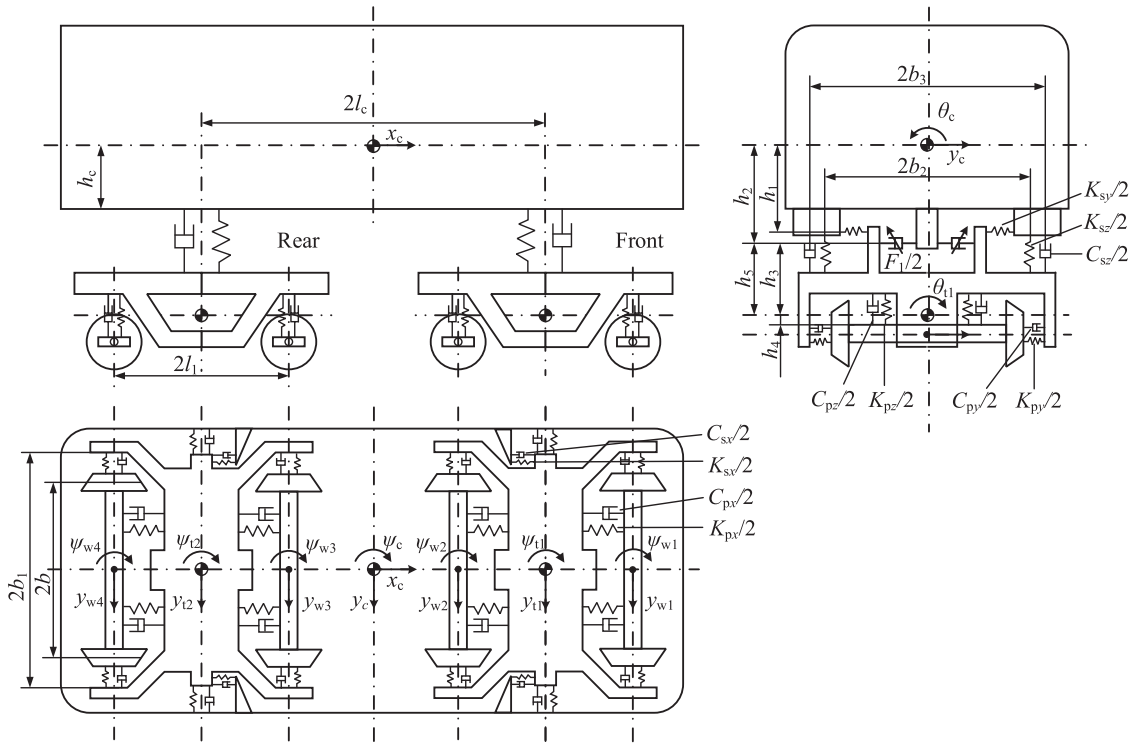 2l_c
x_c
h_c
Rear
Front
2l_1
2b_3
θ_c
y_c
2b_2
h_2
h_1
K_sy/2
K_sz/2
C_sz/2
F_1/2
h_5
h_3
θ_t1
h_4
C_pz/2
K_pz/2
C_py/2
K_py/2
C_sx/2
K_sx/2
C_px/2
K_px/2
ψ_w4
ψ_t2
ψ_w3
ψ_c
ψ_w2
ψ_t1
ψ_w1
x_c
2b_1
2b
y_w4
y_t2
y_w3
y_c
y_w2
y_t1
y_w1